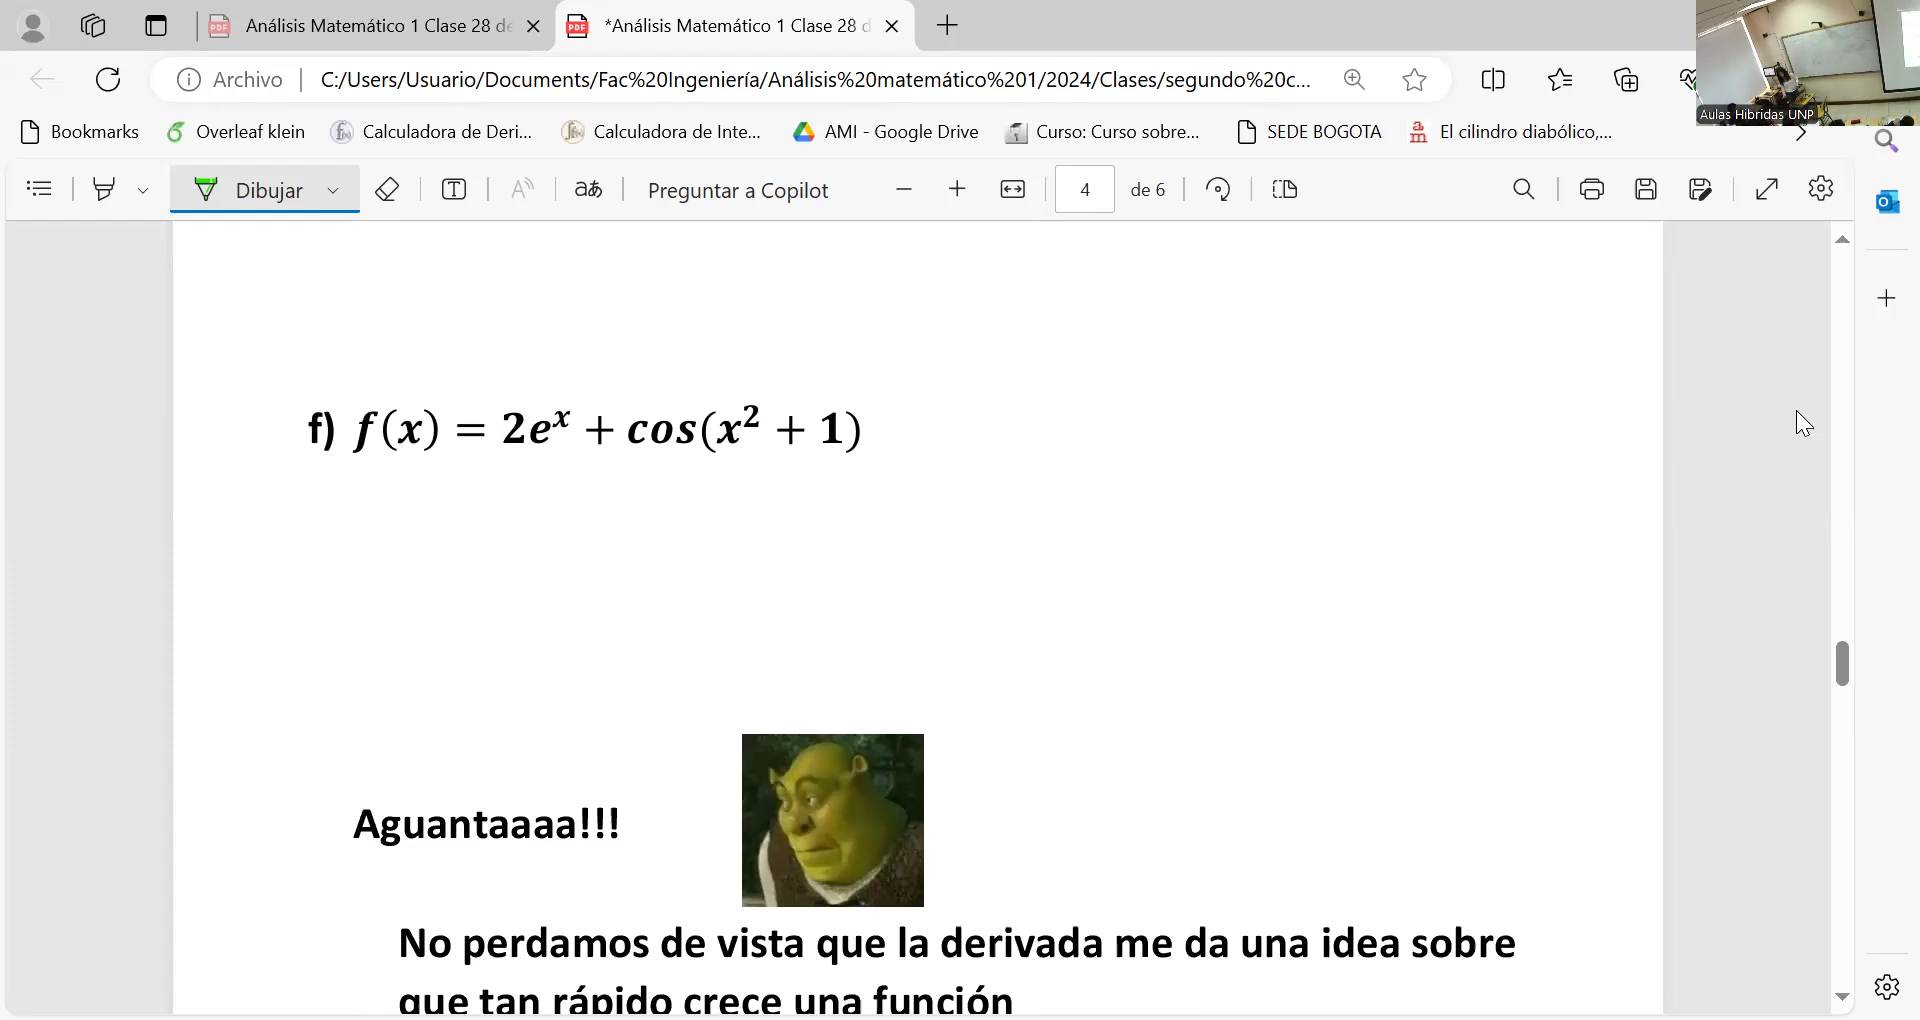 Análisis Matemático 1 Clase 28 de
*Análisis Matemático 1 Clase 28 d
Archivo
C:/Users/Usuario/Documents/Fac%20Ingeniería/Análisis%20matemático%201/2024/Clases/segundo%20c...
Aulas Hibridas UNP
Bookmarks
Overleaf klein
Calculadora de Deri...
Calculadora de Inte...
AMI - Google Drive
Curso: Curso sobre...
SEDE BOGOTA
El cilindro diabólico,...
Dibujar
Preguntar a Copilot
4
de 6
f) f(x) = 2eˣ + cos(x² + 1)
Aguantaaaa!!!
No perdamos de vista que la derivada me da una idea sobre
que tan rápido crece una función